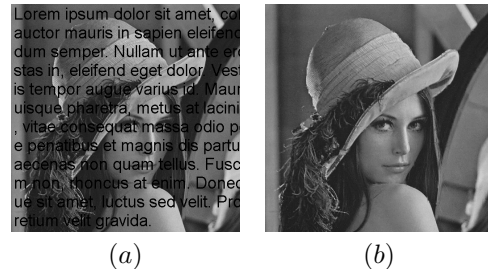 Lorem ipsum dolor sit amet, con
auctor mauris in sapien eleifend
dum semper. Nullam ut ante ero
stas in, eleifend eget dolor. Vest
is tempor augue varius id. Maur
uisque pharetra, metus at lacini
, vitae consequat massa odio p
e penatibus et magnis dis partu
aecenas non quam tellus. Fusc
m non, rhoncus at enim. Donec
ue sit amet, luctus sed velit. Pro
retium velit gravida.
(a) (b)